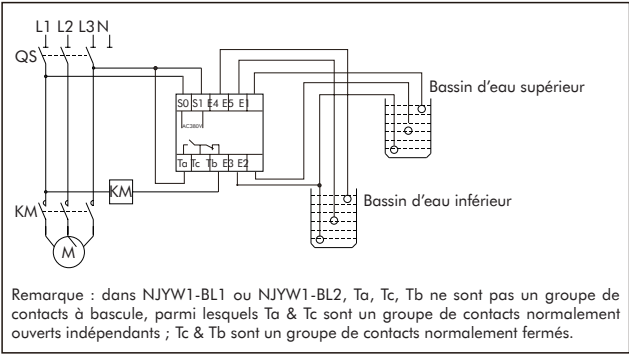 L1 L2 L3 N
QS
S0 S1 E4 E5 E1
AC380V
Ta Tc Tb E3 E2
Bassin d'eau supérieur
Bassin d'eau inférieur
KM
KM
M
Remarque : dans NJYW1-BL1 ou NJYW1-BL2, Ta, Tc, Tb ne sont pas un groupe de
contacts à bascule, parmi lesquels Ta & Tc sont un groupe de contacts normalement
ouverts indépendants ; Tc & Tb sont un groupe de contacts normalement fermés.